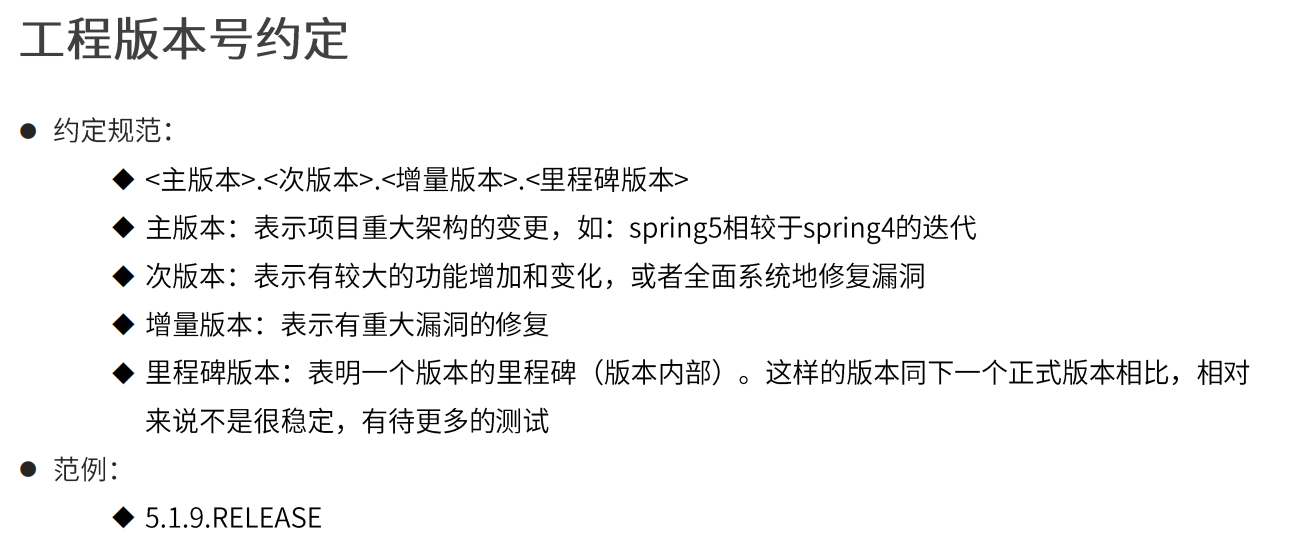 工程版本号约定
● 约定规范：
◆ <主版本>.<次版本>.<增量版本>.<里程碑版本>
◆ 主版本：表示项目重大架构的变更，如：spring5相较于spring4的迭代
◆ 次版本：表示有较大的功能增加和变化，或者全面系统地修复漏洞
◆ 增量版本：表示有重大漏洞的修复
◆ 里程碑版本：表明一个版本的里程碑（版本内部）。这样的版本同下一个正式版本相比，相对
来说不是很稳定，有待更多的测试
● 范例：
◆ 5.1.9.RELEASE